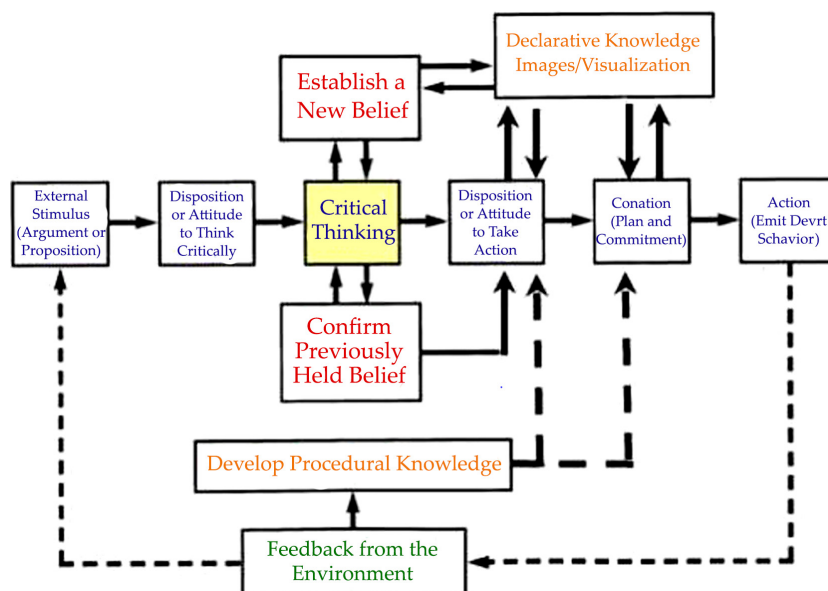 Declarative Knowledge
Images/Visualization
Establish a
New Belief
External
Stimulus
(Argument or
Proposition)
Disposition
or Attitude
to Think
Critically
Critical
Thinking
Disposition
or Attitude
to Take
Action
Conation
(Plan and
Commitment)
Action
(Emit Devrt
Schavior)
Confirm
Previously
Held Belief
Develop Procedural Knowledge
Feedback from the
Environment